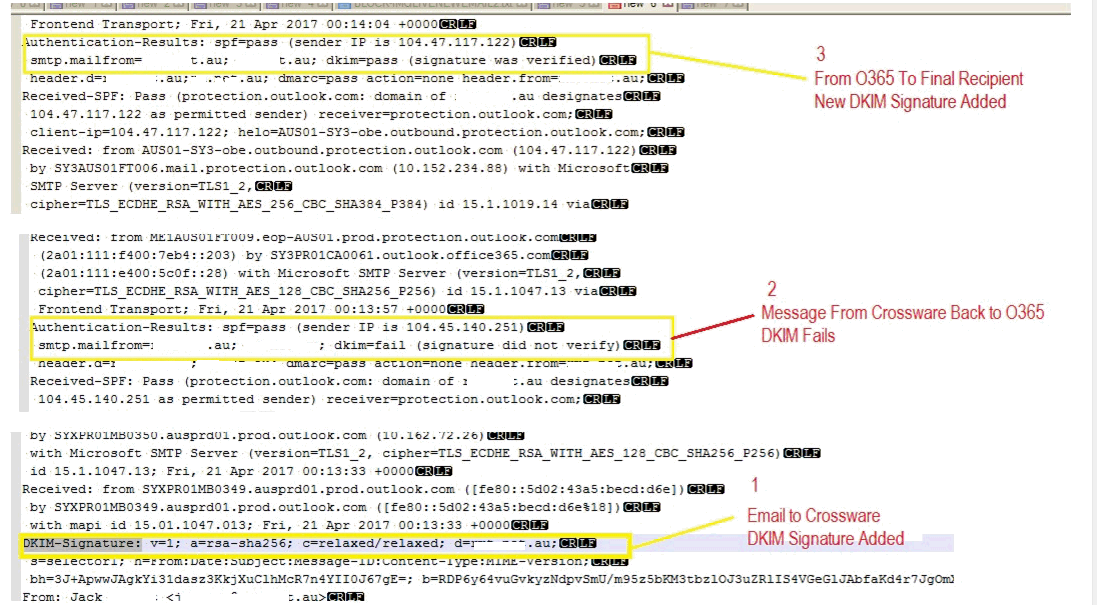 Frontend Transport; Fri, 21 Apr 2017 00:14:04 +0000CRLF
Authentication-Results: spf=pass (sender IP is 104.47.117.122)CRLF
smtp.mailfrom= t.au; t.au; dkim=pass (signature was verified)CRLF
header.d= .au; .au; dmarc=pass action=none header.from= .au;CRLF
Received-SPF: Pass (protection.outlook.com: domain of .au designatesCRLF
104.47.117.122 as permitted sender) receiver=protection.outlook.com;CRLF
client-ip=104.47.117.122; helo=AUS01-SY3-obe.outbound.protection.outlook.com;CRLF
Received: from AUS01-SY3-obe.outbound.protection.outlook.com (104.47.117.122)CRLF
by SY3AUS01FT006.mail.protection.outlook.com (10.152.234.88) with MicrosoftCRLF
SMTP Server (version=TLS1_2,CRLF
cipher=TLS_ECDHE_RSA_WITH_AES_256_CBC_SHA384_P384) id 15.1.1019.14 viaCRLF
3
From O365 To Final Recipient
New DKIM Signature Added
Received: from ME1AUS01FT009.eop-AUS01.prod.protection.outlook.comCRLF
(2a01:111:f400:7eb4::203) by SY3PR01CA0061.outlook.office365.comCRLF
(2a01:111:e400:5c0f::28) with Microsoft SMTP Server (version=TLS1_2,CRLF
cipher=TLS_ECDHE_RSA_WITH_AES_128_CBC_SHA256_P256) id 15.1.1047.13 viaCRLF
Frontend Transport; Fri, 21 Apr 2017 00:13:57 +0000CRLF
Authentication-Results: spf=pass (sender IP is 104.45.140.251)CRLF
smtp.mailfrom= .au; ; dkim=fail (signature did not verify)CRLF
header.d= ; dmarc=pass action=none header.from= .au;CRLF
Received-SPF: Pass (protection.outlook.com: domain of .au designatesCRLF
104.45.140.251 as permitted sender) receiver=protection.outlook.com;CRLF
2
Message From Crossware Back to O365
DKIM Fails
by SYXPR01MB0350.ausprd01.prod.outlook.com (10.162.72.26)CRLF
with Microsoft SMTP Server (version=TLS1_2, cipher=TLS_ECDHE_RSA_WITH_AES_128_CBC_SHA256_P256)CRLF
id 15.1.1047.13; Fri, 21 Apr 2017 00:13:33 +0000CRLF
Received: from SYXPR01MB0349.ausprd01.prod.outlook.com ([fe80::5d02:43a5:becd:d6e])CRLF
by SYXPR01MB0349.ausprd01.prod.outlook.com ([fe80::5d02:43a5:becd:d6e%18])CRLF
with mapi id 15.01.1047.013; Fri, 21 Apr 2017 00:13:33 +0000CRLF
DKIM-Signature: v=1; a=rsa-sha256; c=relaxed/relaxed; d= .au;CRLF
s=selector1; h=From:Date:Subject:Message-ID:Content-Type:MIME-Version;CRLF
bh=3J+ApwwJAgkYi31dasz3KkjXuClhMcR7n4YII0J67gE=; b=RDP6y64vuGvkyzNdpvSmU/m95z5bKM3tbzlOJ3uZRlIS4VGeGlJAbfaKd4r7JgOm
From: Jack <j .au>CRLF
1
Email to Crossware
DKIM Signature Added